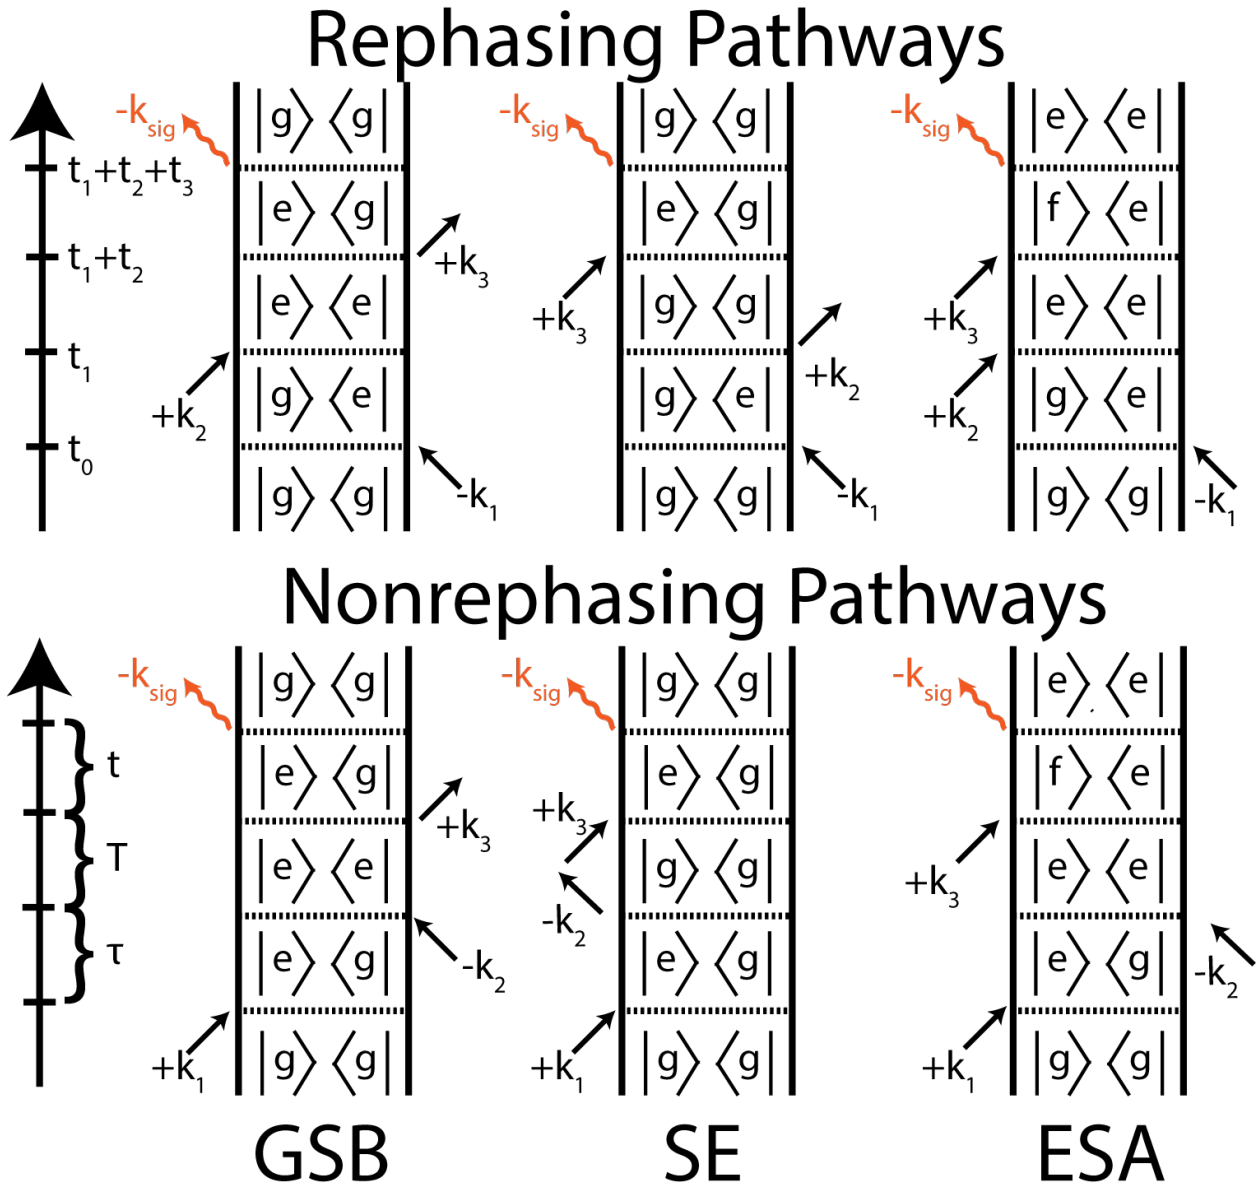 Rephasing Pathways
-k_sig |g⟩⟨g| -k_sig |g⟩⟨g| -k_sig |e⟩⟨e|
t_1+t_2+t_3
|e⟩⟨g| |e⟩⟨g| |f⟩⟨e|
t_1+t_2 +k_3 +k_3 +k_3
|e⟩⟨e| |g⟩⟨g| |e⟩⟨e|
t_1 +k_2 +k_2 +k_2
|g⟩⟨e| |g⟩⟨e| |g⟩⟨e|
t_0 -k_1 -k_1 -k_1
|g⟩⟨g| |g⟩⟨g| |g⟩⟨g|
Nonrephasing Pathways
-k_sig |g⟩⟨g| -k_sig |g⟩⟨g| -k_sig |e⟩⟨e|
t |e⟩⟨g| |e⟩⟨g| |f⟩⟨e|
+k_3 +k_3 +k_3
T |e⟩⟨e| |g⟩⟨g| |e⟩⟨e|
-k_2 -k_2 -k_2
τ |e⟩⟨g| |e⟩⟨g| |e⟩⟨g|
+k_1 |g⟩⟨g| +k_1 |g⟩⟨g| +k_1 |g⟩⟨g|
GSB SE ESA